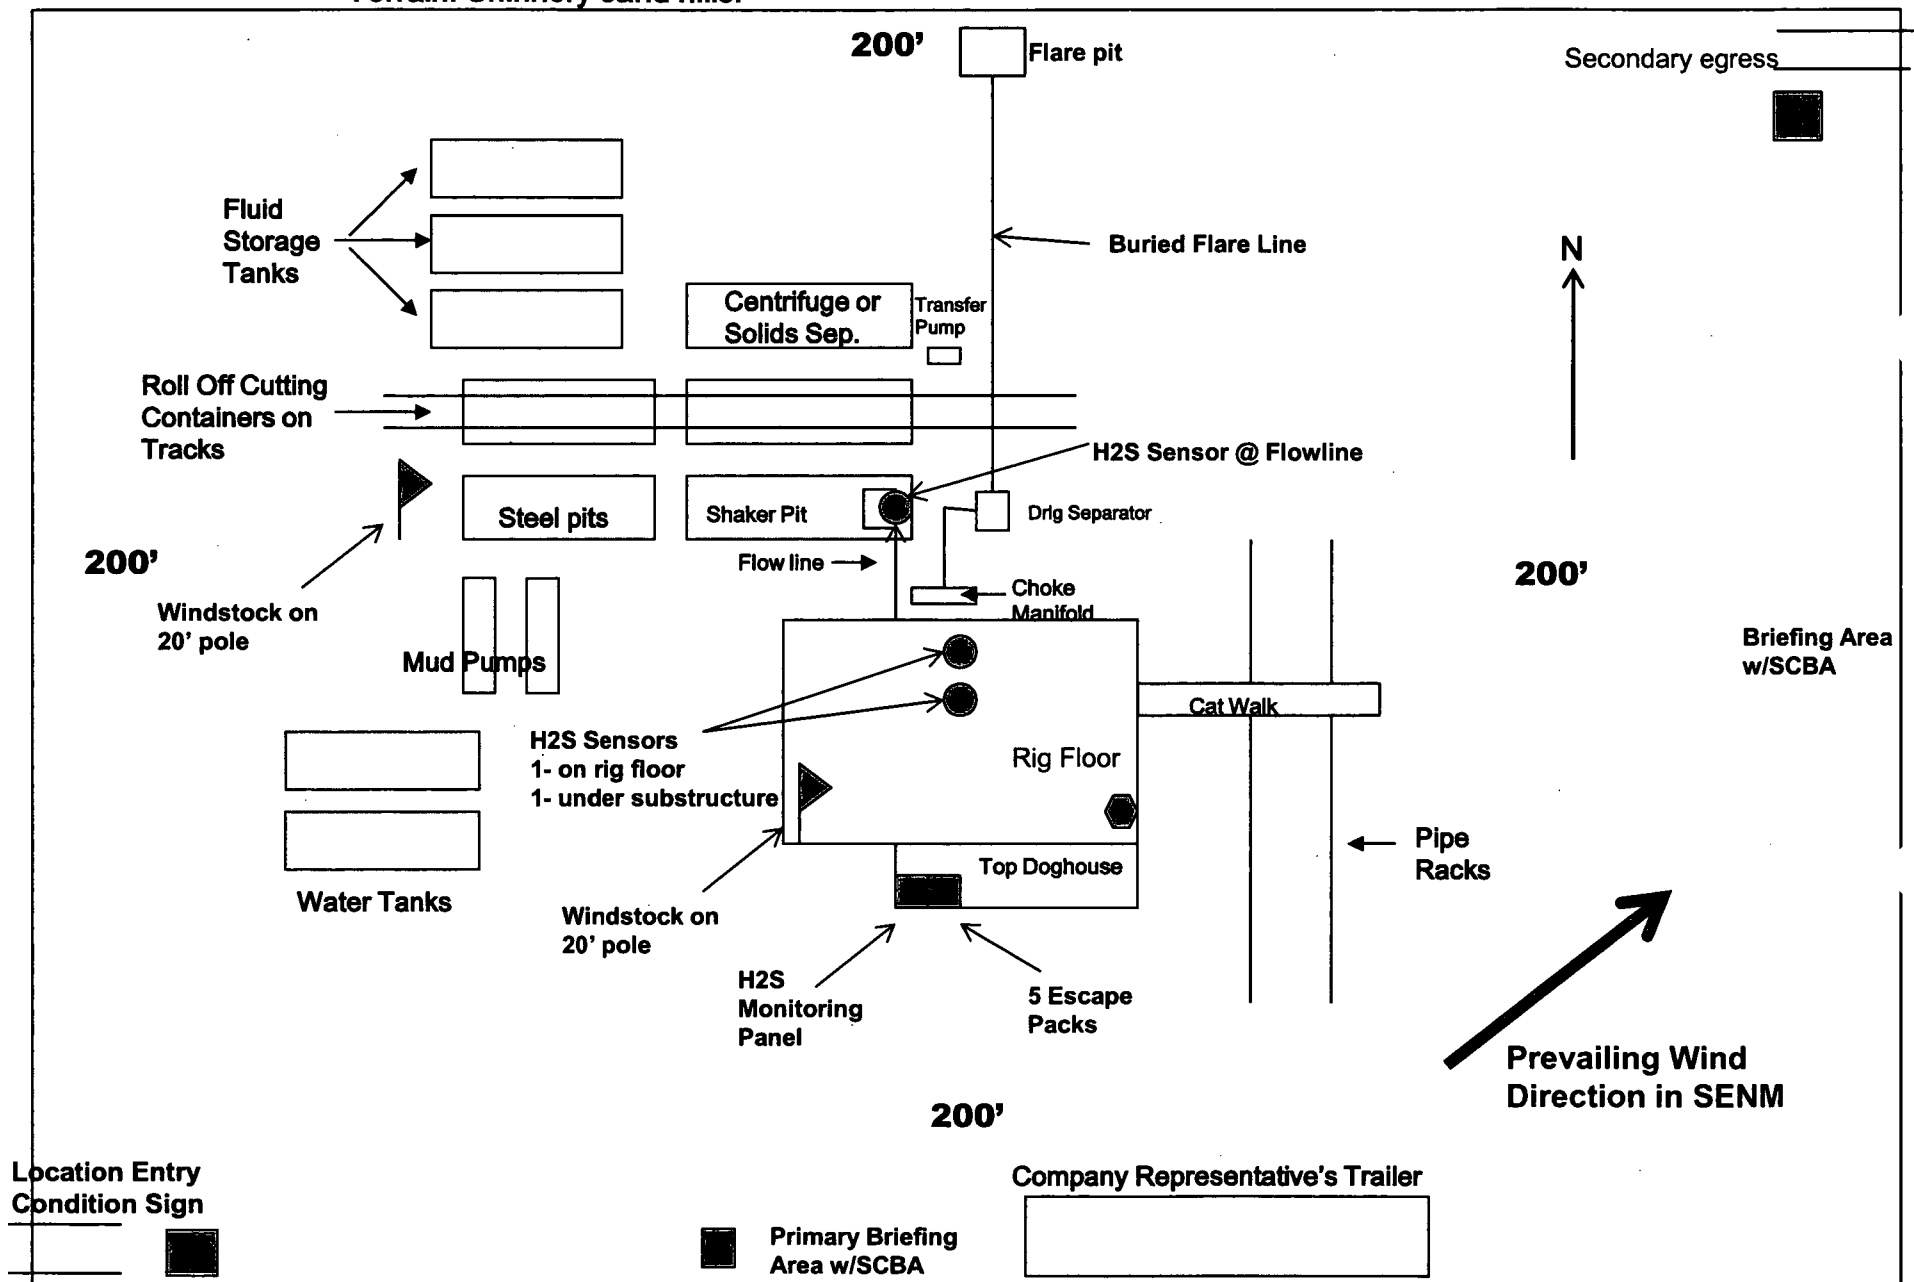 200’
Flare pit
Secondary egress
Fluid
Storage
Tanks
Buried Flare Line
N
Centrifuge or
Solids Sep.
Transfer
Pump
Roll Off Cutting
Containers on
Tracks
H2S Sensor @ Flowline
Steel pits
Shaker Pit
Drlg Separator
200’
Flow line
200’
Windstock on
20’ pole
Choke
Manifold
Mud Pumps
Briefing Area
w/SCBA
Cat Walk
H2S Sensors
1- on rig floor
1- under substructure
Rig Floor
Pipe
Racks
Top Doghouse
Water Tanks
Windstock on
20’ pole
H2S
Monitoring
Panel
5 Escape
Packs
Prevailing Wind
Direction in SENM
200’
Location Entry
Condition Sign
Company Representative’s Trailer
Primary Briefing
Area w/SCBA